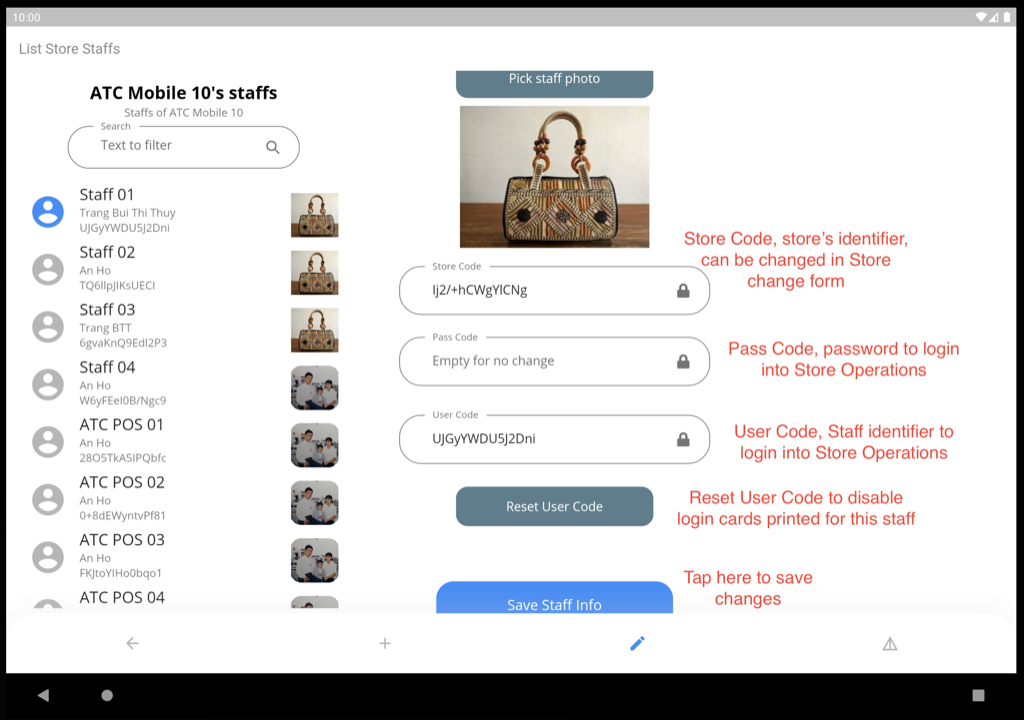 10:00
List Store Staffs
ATC Mobile 10's staffs
Staffs of ATC Mobile 10
Search
Text to filter
Staff 01
Trang Bui Thi Thuy
UJGyYWDU5J2Dni
Staff 02
An Ho
TQ6llpJIKsUECI
Staff 03
Trang BTT
6gvaKnQ9Edl2P3
Staff 04
An Ho
W6yFEel0B/Ngc9
ATC POS 01
An Ho
28O5TkA5IPQbfc
ATC POS 02
An Ho
0+8dEWyntvPf81
ATC POS 03
An Ho
FKJtoYIHo0bqo1
ATC POS 04
Pick staff photo
Store Code
Ij2/+hCWgYlCNg
Store Code, store's identifier,
can be changed in Store
change form
Pass Code
Empty for no change
Pass Code, password to login
into Store Operations
User Code
UJGyYWDU5J2Dni
User Code, Staff identifier to
login into Store Operations
Reset User Code
Reset User Code to disable
login cards printed for this staff
Save Staff Info
Tap here to save
changes